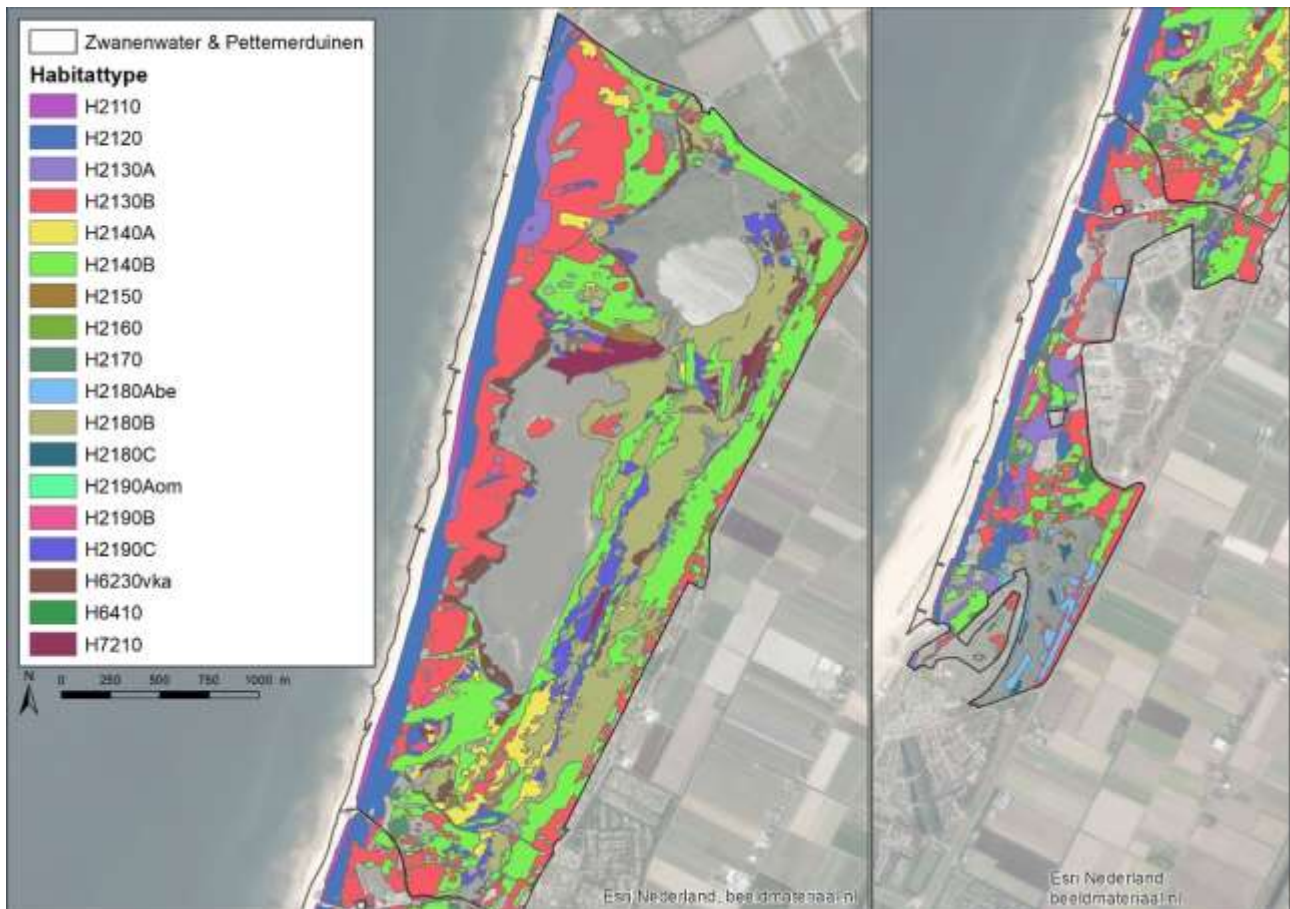 Zwanenwater & Pettemerduinen
Habitattype
H2110
H2120
H2130A
H2130B
H2140A
H2140B
H2150
H2160
H2170
H2180Abe
H2180B
H2180C
H2190Aom
H2190B
H2190C
H6230vka
H6410
H7210
N
0 250 500 750 1000 m
Esri Nederland, beeldmateriaal.nl
Esri Nederland
beeldmateriaal.nl